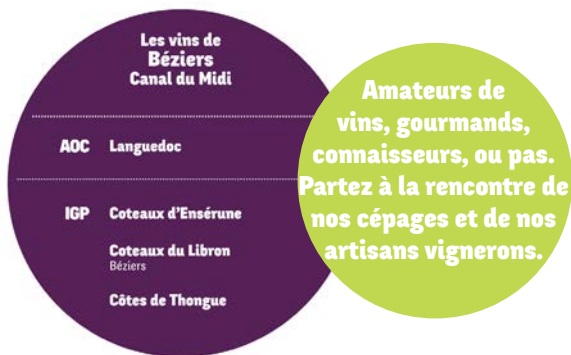 Les vins de
Béziers
Canal du Midi
AOC Languedoc
IGP Coteaux d'Ensérune
Coteaux du Libron
Béziers
Côtes de Thongue
Amateurs de
vins, gourmands,
connaisseurs, ou pas.
Partez à la rencontre de
nos cépages et de nos
artisans vignerons.